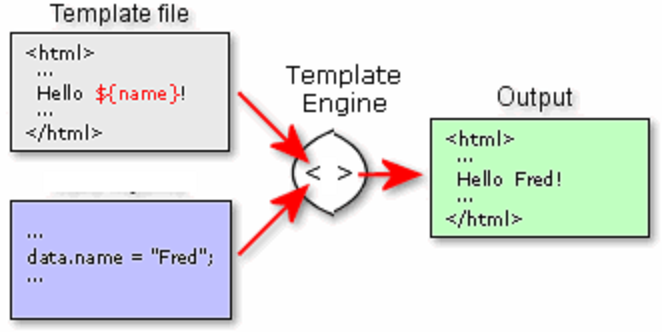 Template file
<html>
...
Hello ${name}!
...
</html>
Template
Engine
< >
Output
<html>
...
Hello Fred!
...
</html>
...
data.name = "Fred";
...